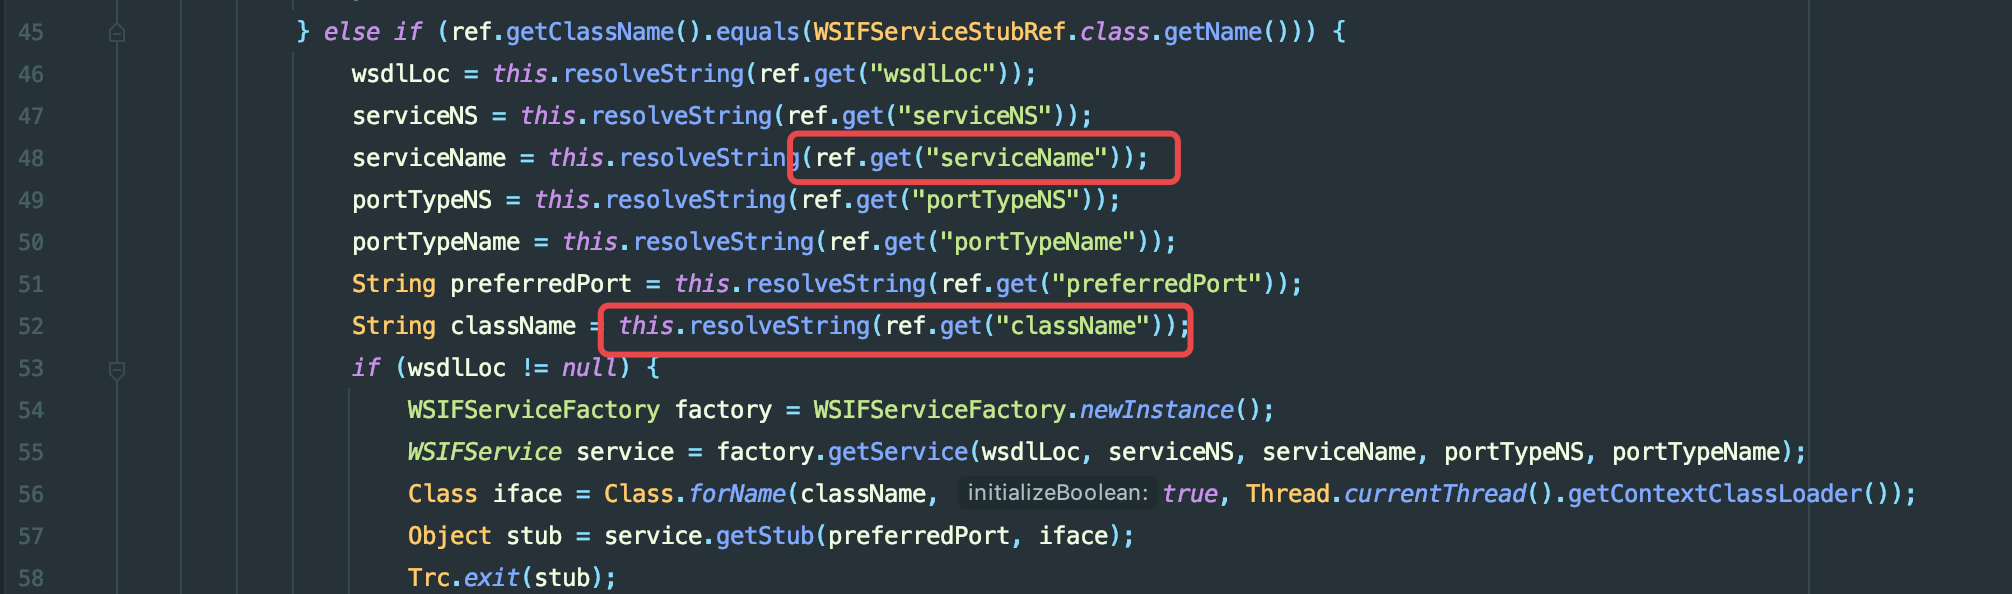 45 } else if (ref.getClassName().equals(WSIFServiceStubRef.class.getName())) {
46 wsdlLoc = this.resolveString(ref.get("wsdlLoc"));
47 serviceNS = this.resolveString(ref.get("serviceNS"));
48 serviceName = this.resolveString(ref.get("serviceName"));
49 portTypeNS = this.resolveString(ref.get("portTypeNS"));
50 portTypeName = this.resolveString(ref.get("portTypeName"));
51 String preferredPort = this.resolveString(ref.get("preferredPort"));
52 String className = this.resolveString(ref.get("className"));
53 if (wsdlLoc != null) {
54 WSIFServiceFactory factory = WSIFServiceFactory.newInstance();
55 WSIFService service = factory.getService(wsdlLoc, serviceNS, serviceName, portTypeNS, portTypeName);
56 Class iface = Class.forName(className, initializeBoolean: true, Thread.currentThread().getContextClassLoader());
57 Object stub = service.getStub(preferredPort, iface);
58 Trc.exit(stub);